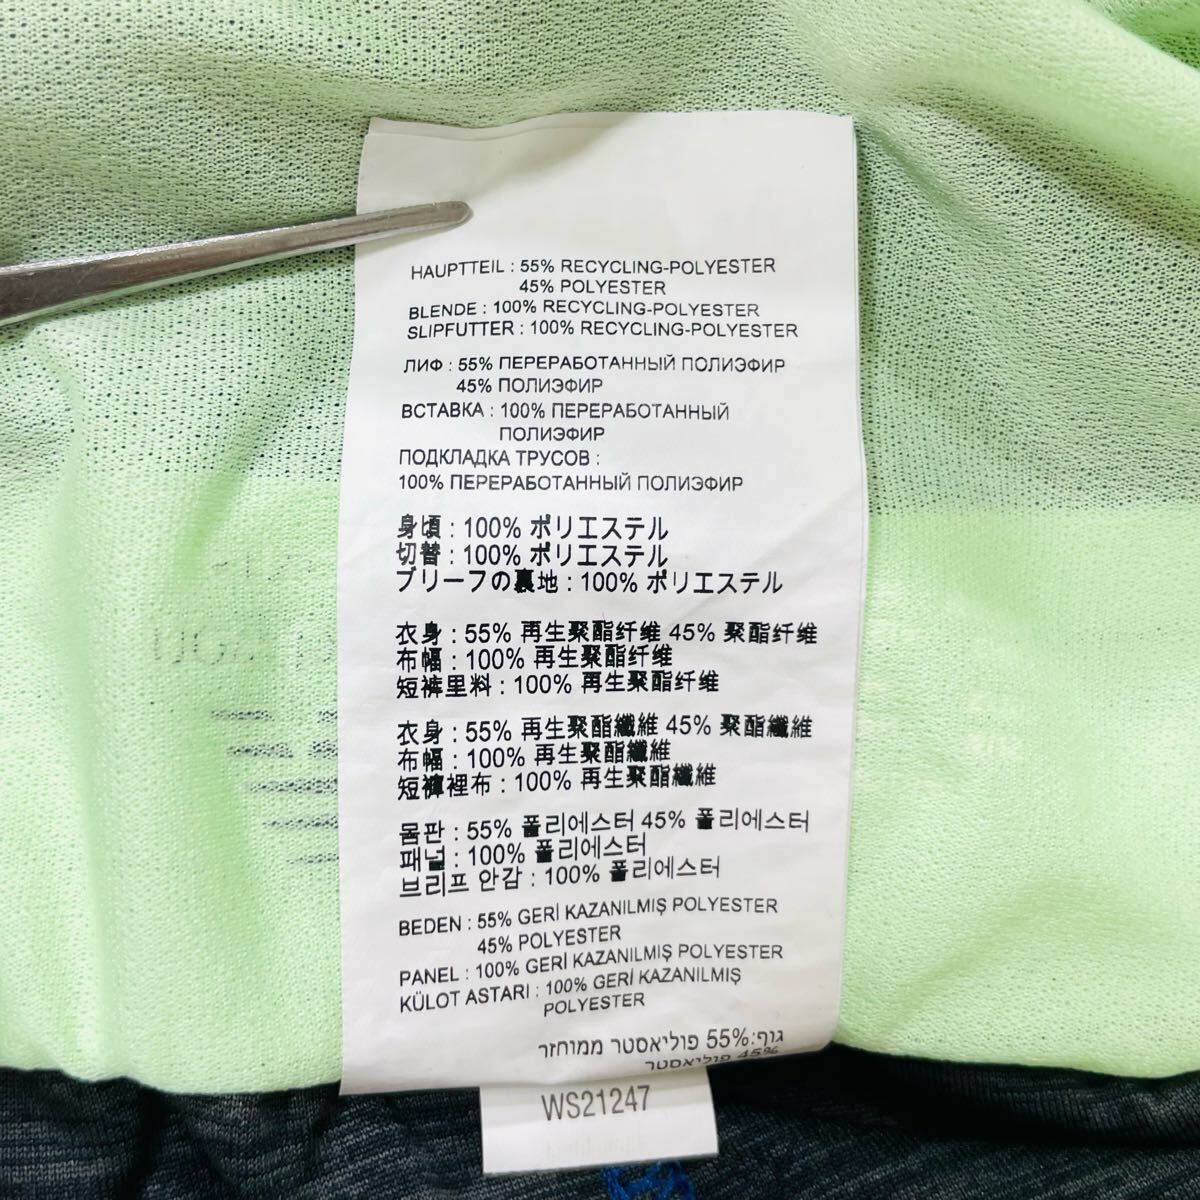 HAUPTTEIL : 55% RECYCLING-POLYESTER
45% POLYESTER
BLENDE : 100% RECYCLING-POLYESTER
SLIPFUTTER : 100% RECYCLING-POLYESTER
ЛИФ : 55% ПЕРЕРАБОТАННЫЙ ПОЛИЭФИР
45% ПОЛИЭФИР
ВСТАВКА : 100% ПЕРЕРАБОТАННЫЙ
ПОЛИЭФИР
ПОДКЛАДКА ТРУСОВ :
100% ПЕРЕРАБОТАННЫЙ ПОЛИЭФИР
身頃 : 100% ポリエステル
切替 : 100% ポリエステル
ブリーフの裏地 : 100% ポリエステル
衣身 : 55% 再生聚酯纤维 45% 聚酯纤维
布幅 : 100% 再生聚酯纤维
短裤里料 : 100% 再生聚酯纤维
衣身 : 55% 再生聚酯纖維 45% 聚酯纖維
布幅 : 100% 再生聚酯纖維
短褲裡布 : 100% 再生聚酯纖維
몸판 : 55% 폴리에스터 45% 폴리에스터
패널 : 100% 폴리에스터
브리프 안감 : 100% 폴리에스터
BEDEN : 55% GERİ KAZANILMIŞ POLYESTER
45% POLYESTER
PANEL : 100% GERİ KAZANILMIŞ POLYESTER
KÜLOT ASTARI : 100% GERİ KAZANILMIŞ
POLYESTER
גוף: 55% פוליאסטר ממוחזר
45% פוליאסטר
WS21247